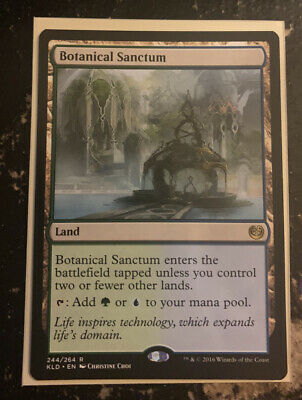 Botanical Sanctum
Land
Botanical Sanctum enters the
battlefield tapped unless you control
two or fewer other lands.
: Add or to your mana pool.
Life inspires technology, which expands
life's domain.
244/264 R
KLD • EN Christine Choi
™ & © 2016 Wizards of the Coast